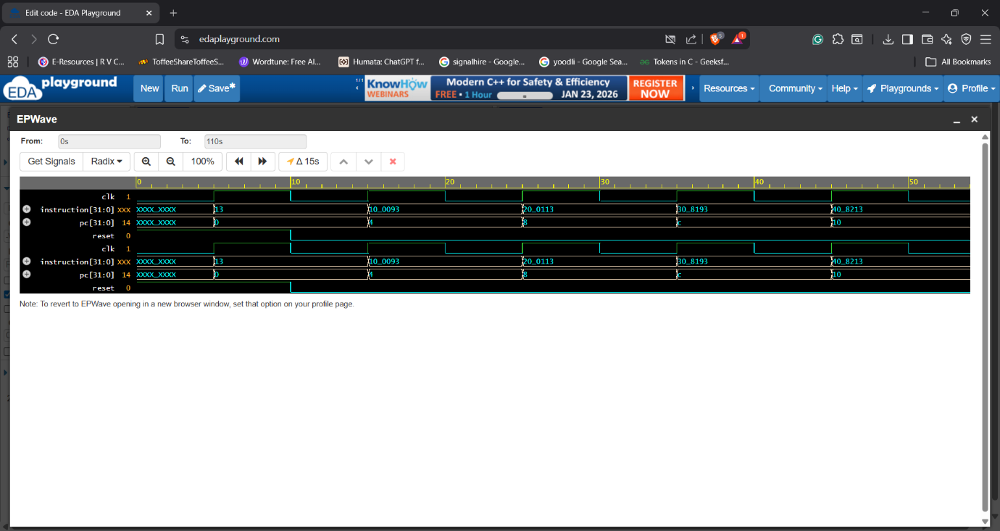 Edit code - EDA Playground
edaplayground.com
5
1
E-Resources | R V C...
ToffeeShareToffeeS...
Wordtune: Free AI...
Humata: ChatGPT f...
signalhire - Google...
yoodli - Google Sea...
Tokens in C - Geeksf...
All Bookmarks
EDA playground
New
Run
Save*
1/1
KnowHow WEBINARS
Modern C++ for Safety & Efficiency
FREE • 1 Hour
JAN 23, 2026
REGISTER NOW
Resources
Community
Help
Playgrounds
Profile
EPWave
From: 0s To: 110s
Get Signals Radix 100% Δ 15s
0 10 20 30 40 50
clk 1
instruction[31:0] XXX XXXX_XXXX 13 10_0093 20_0113 30_8193 40_8213
pc[31:0] 14 XXXX_XXXX 0 4 8 c 10
reset 0
clk 1
instruction[31:0] XXX XXXX_XXXX 13 10_0093 20_0113 30_8193 40_8213
pc[31:0] 14 XXXX_XXXX 0 4 8 c 10
reset 0
Note: To revert to EPWave opening in a new browser window, set that option on your profile page.